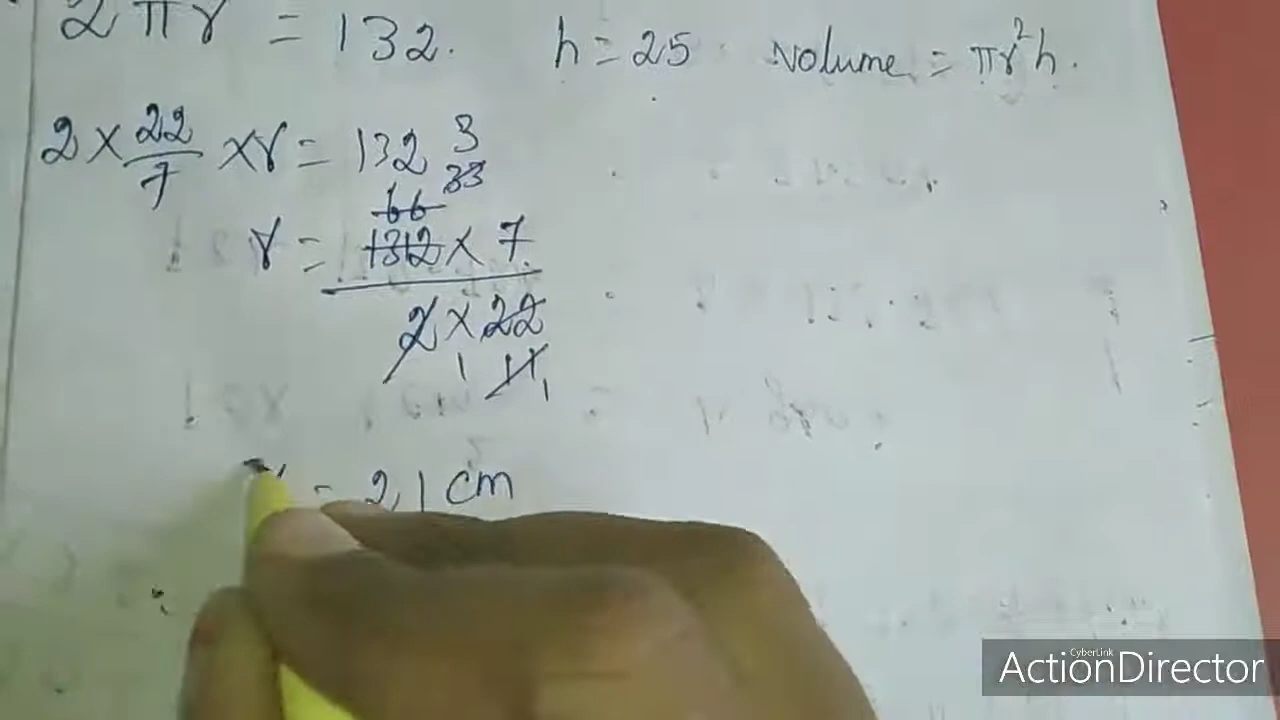 2πr = 132. h = 25 volume = πr²h.
2 × 22/7 × r = 132 3
33
66
r = 132 × 7
2 × 22
1 11 1
r = 21 cm
CyberLink
ActionDirector